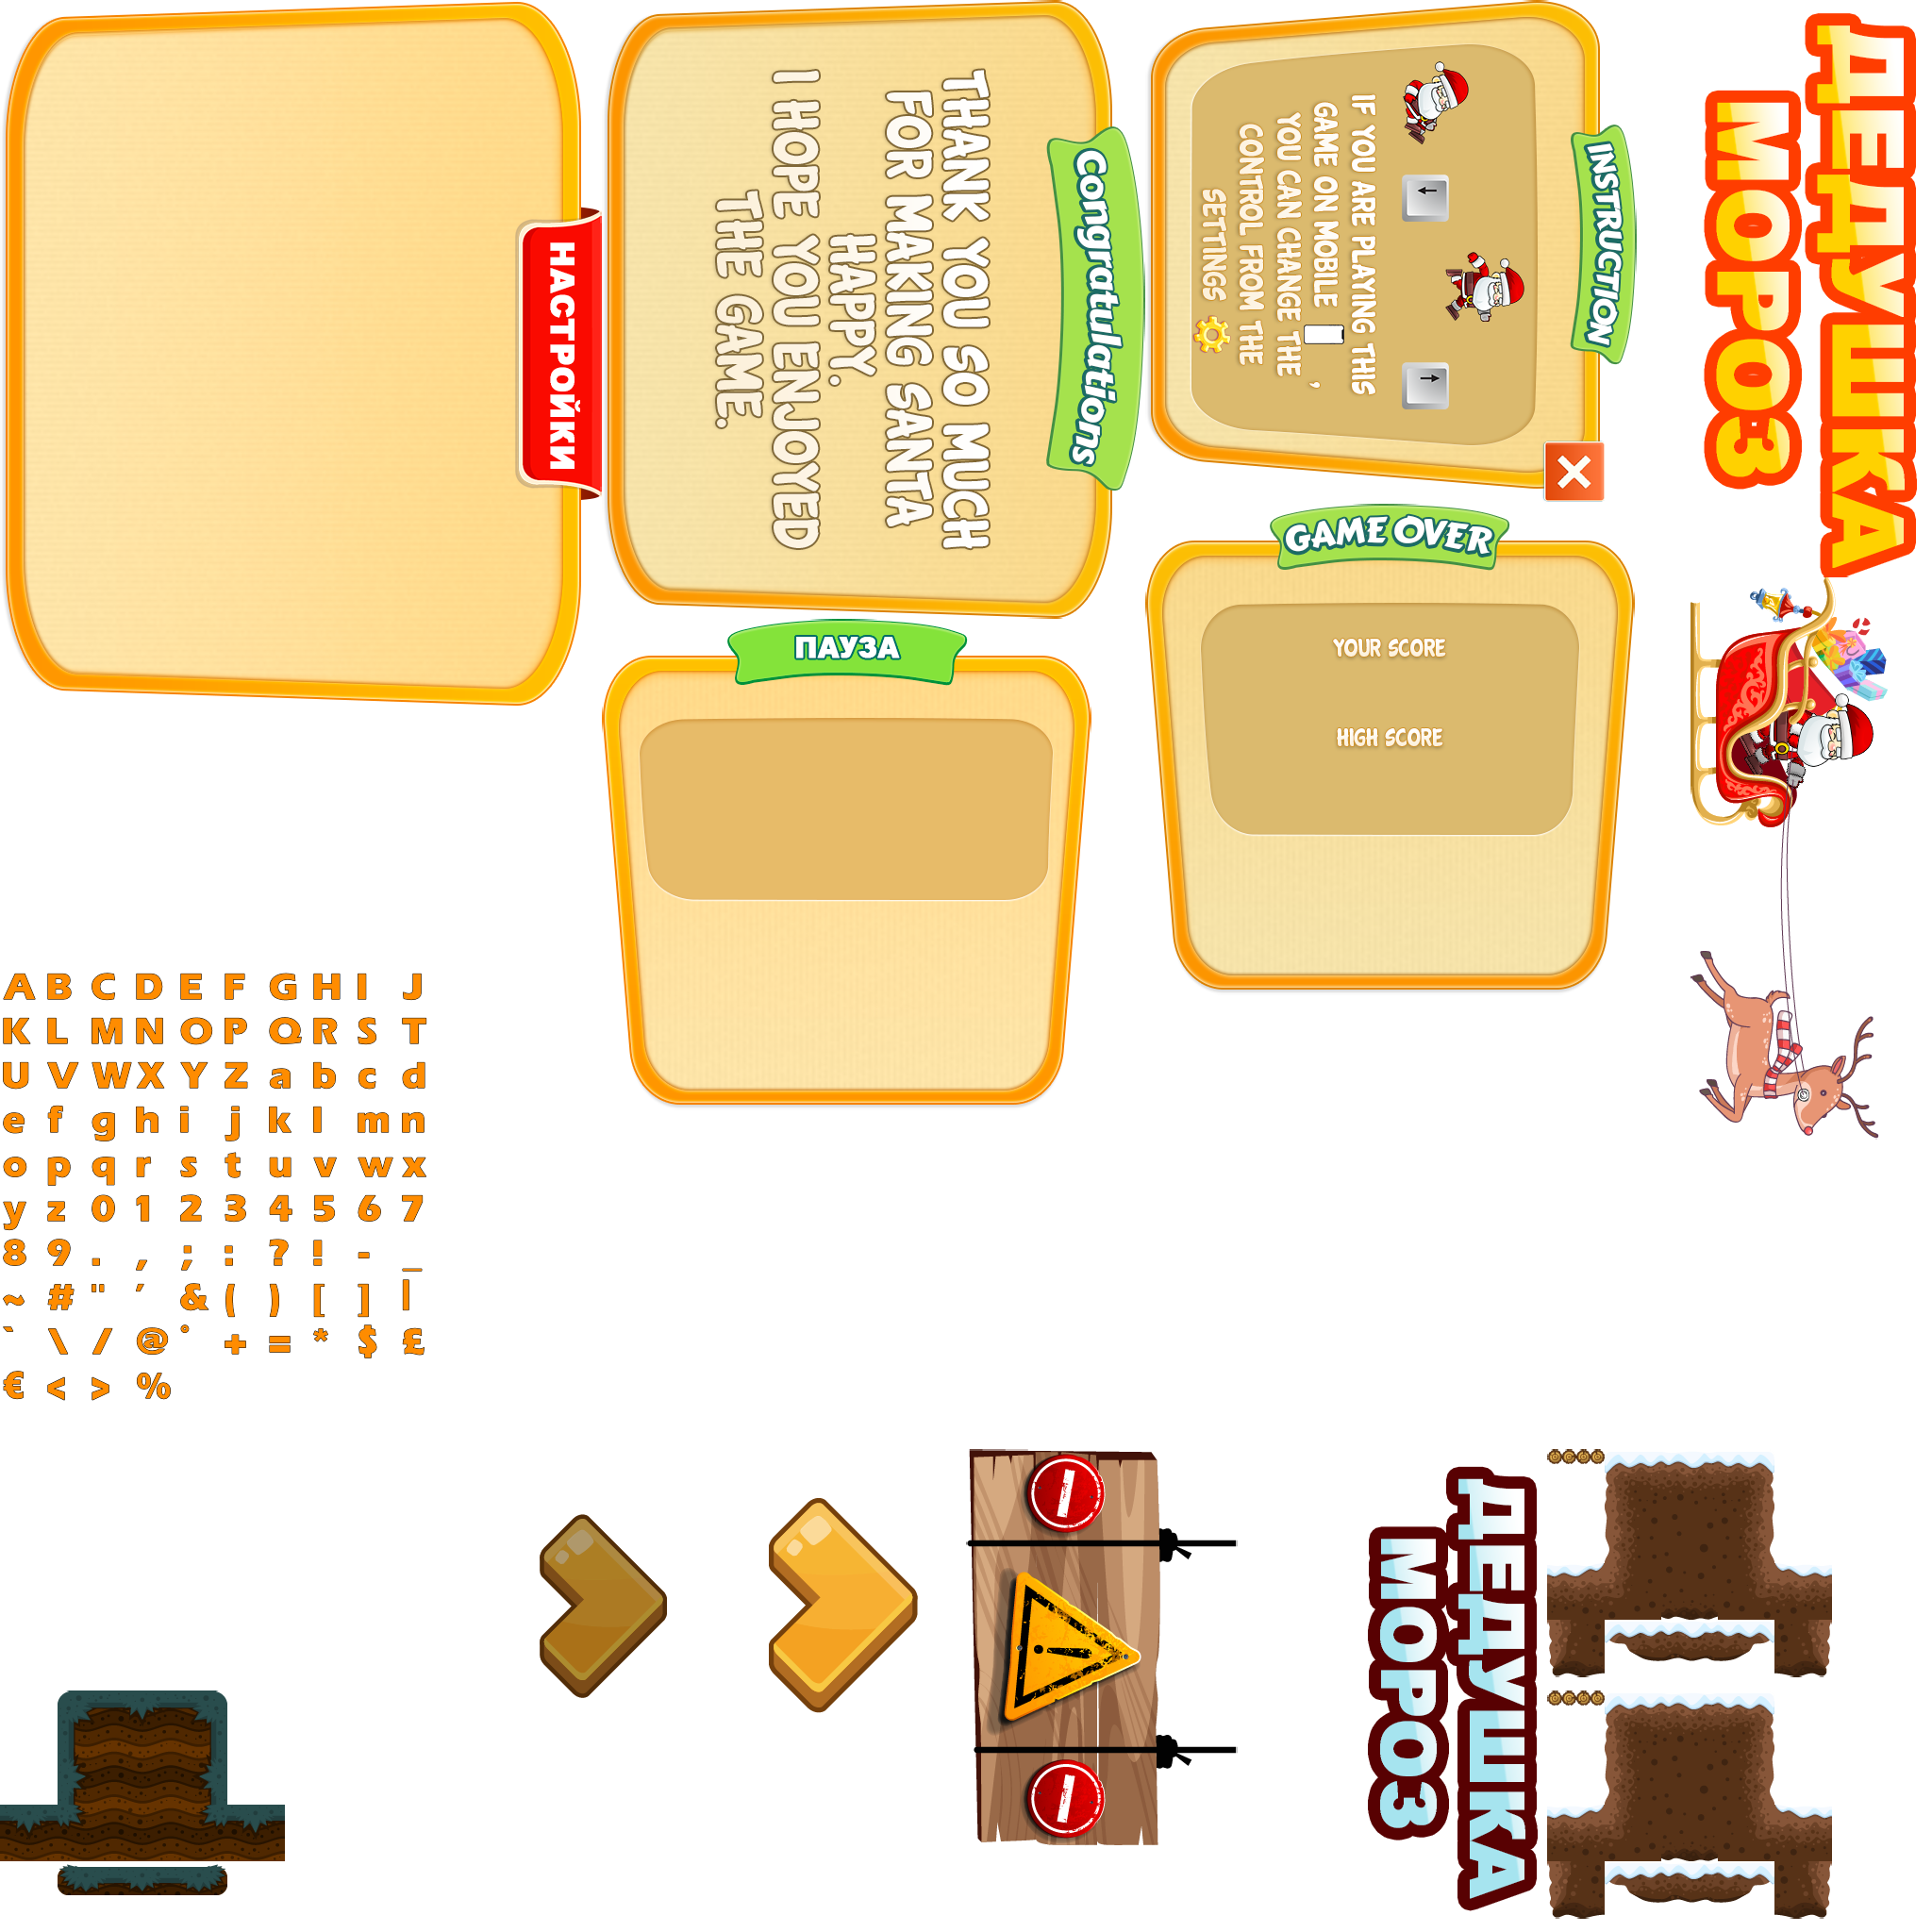 НАСТРОЙКИ
Congratulations
THANK YOU SO MUCH
FOR MAKING SANTA
HAPPY.
I HOPE YOU ENJOYED
THE GAME.
INSTRUCTION
IF YOU ARE PLAYING THIS
GAME ON MOBILE ,
YOU CAN CHANGE THE
CONTROL FROM THE
SETTINGS
ДЕДУШКА
МОРОЗ
GAME OVER
YOUR SCORE
HIGH SCORE
ПАУЗА
A B C D E F G H I J
K L M N O P Q R S T
U V W X Y Z a b c d
e f g h i j k l m n
o p q r s t u v w x
y z 0 1 2 3 4 5 6 7
8 9 . , ; : ? ! - _
~ # " ´ & ( ) [ ] |
` \ / @ ° + = * $ £
€ < > %
ДЕДУШКА
МОРОЗ